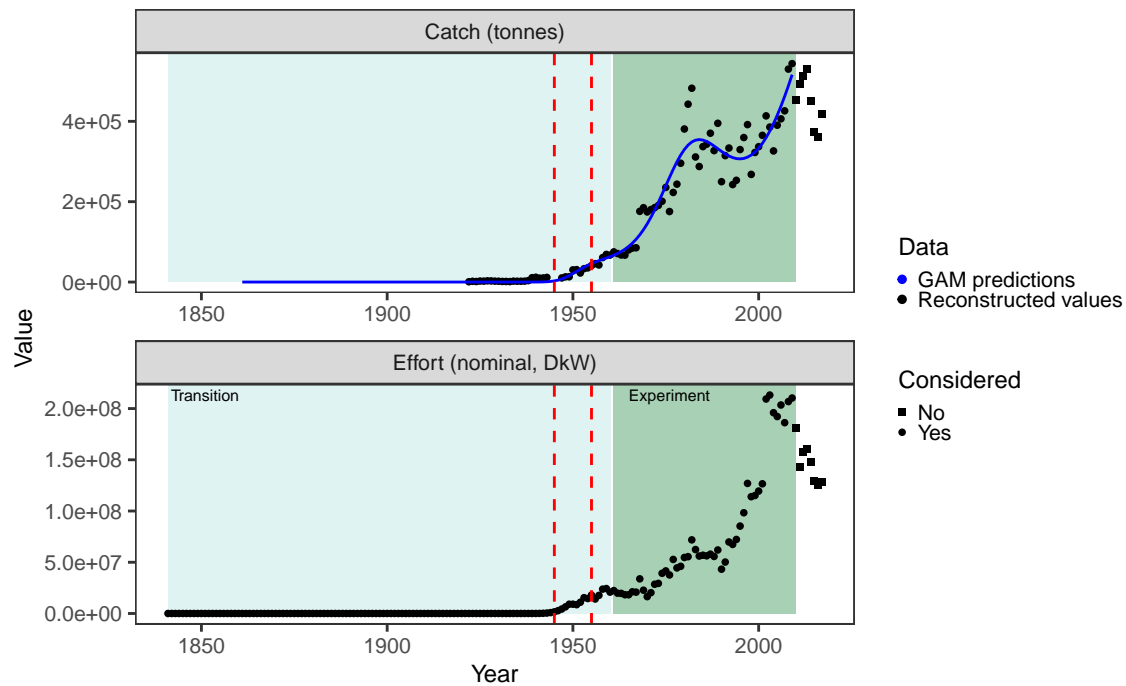 Catch (tonnes)
4e+05
2e+05
0e+00
1850 1900 1950 2000
Value
Effort (nominal, DkW)
Transition Experiment
2.0e+08
1.5e+08
1.0e+08
5.0e+07
0.0e+00
1850 1900 1950 2000
Year
Data
GAM predictions
Reconstructed values
Considered
No
Yes